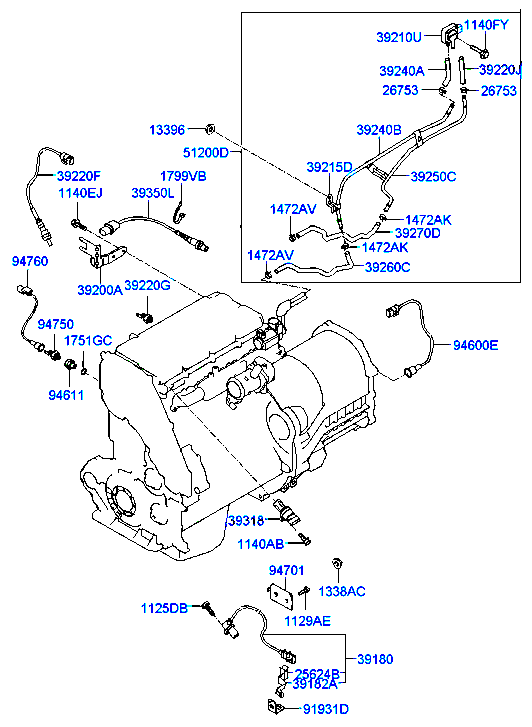 1140FY
39210U
39240A
39220J
26753
26753
13396
39240B
51200D
39220F
1799VB
39215D
39250C
1140EJ
39350L
1472AV
1472AK
39270D
1472AK
94760
1472AV
39260C
39200A
39220G
94750
1751GC
94600E
94611
39318
1140AB
94701
1338AC
1125DB
1129AE
39180
25624B
39182A
91931D